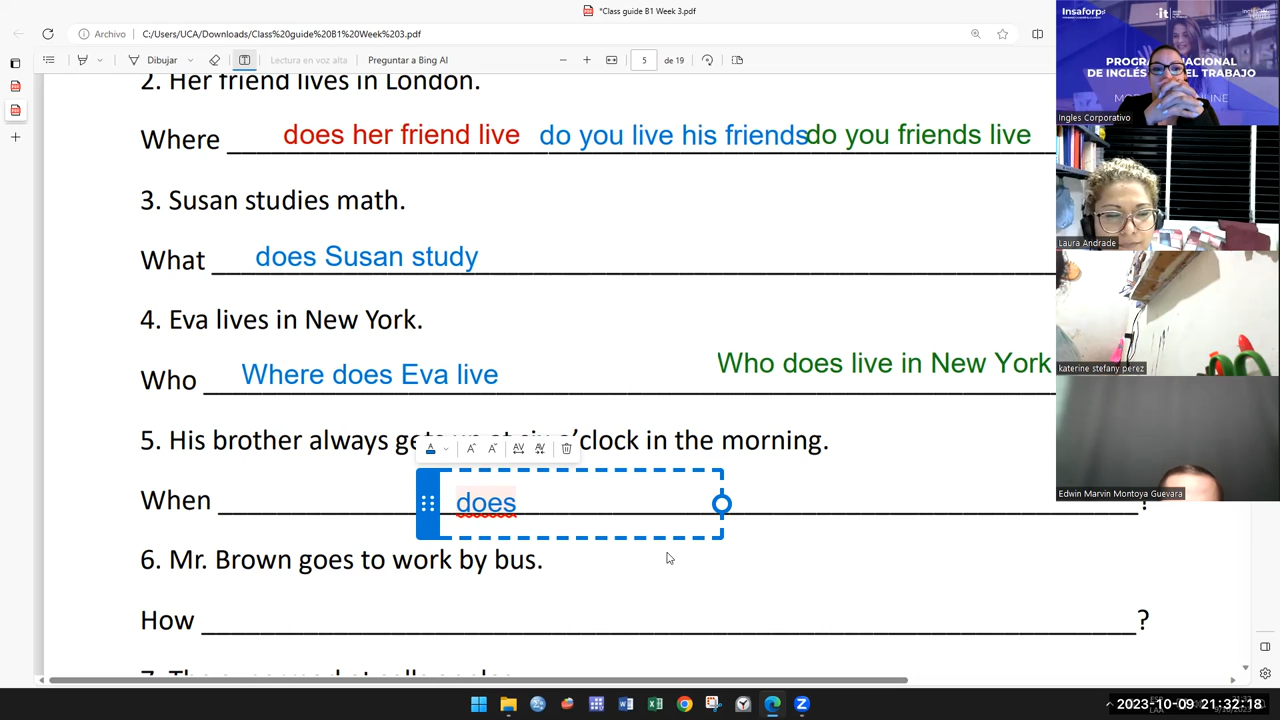 *Class guide B1 Week 3.pdf
Archivo C:/Users/UCA/Downloads/Class%20guide%20B1%20Week%203.pdf
Dibujar Lectura en voz alta Preguntar a Bing AI 5 de 19
2. Her friend lives in London.
Where does her friend live do you live his friends do you friends live
3. Susan studies math.
What does Susan study
4. Eva lives in New York.
Who Where does Eva live Who does live in New York
5. His brother always gets up at six o'clock in the morning.
When does ?
6. Mr. Brown goes to work by bus.
How ?
Insaforp
Ingles Corporativo
Laura Andrade
katerine stefany perez
Edwin Marvin Montoya Guevara
2023-10-09 21:32:18